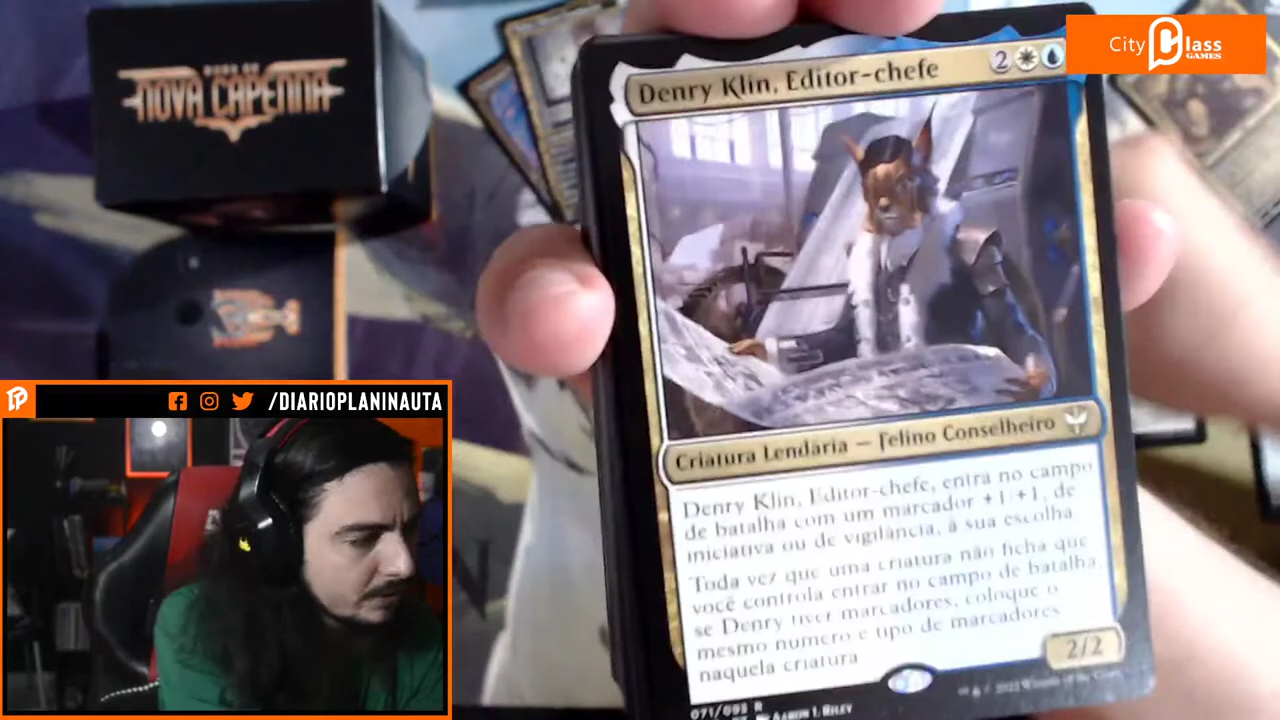 City Class
GAMES
NOVA CAPENNA
Denry Klin, Editor-chefe
2
Criatura Lendária — Felino Conselheiro
Denry Klin, Editor-chefe, entra no campo
de batalha com um marcador +1/+1, de
iniciativa ou de vigilância, à sua escolha
Toda vez que uma criatura não ficha que
você controla entrar no campo de batalha,
se Denry tiver marcadores, coloque o
mesmo número e tipo de marcadores
naquela criatura
2/2
071/093 R
Aaron J. Riley
/DIARIOPLANINAUTA